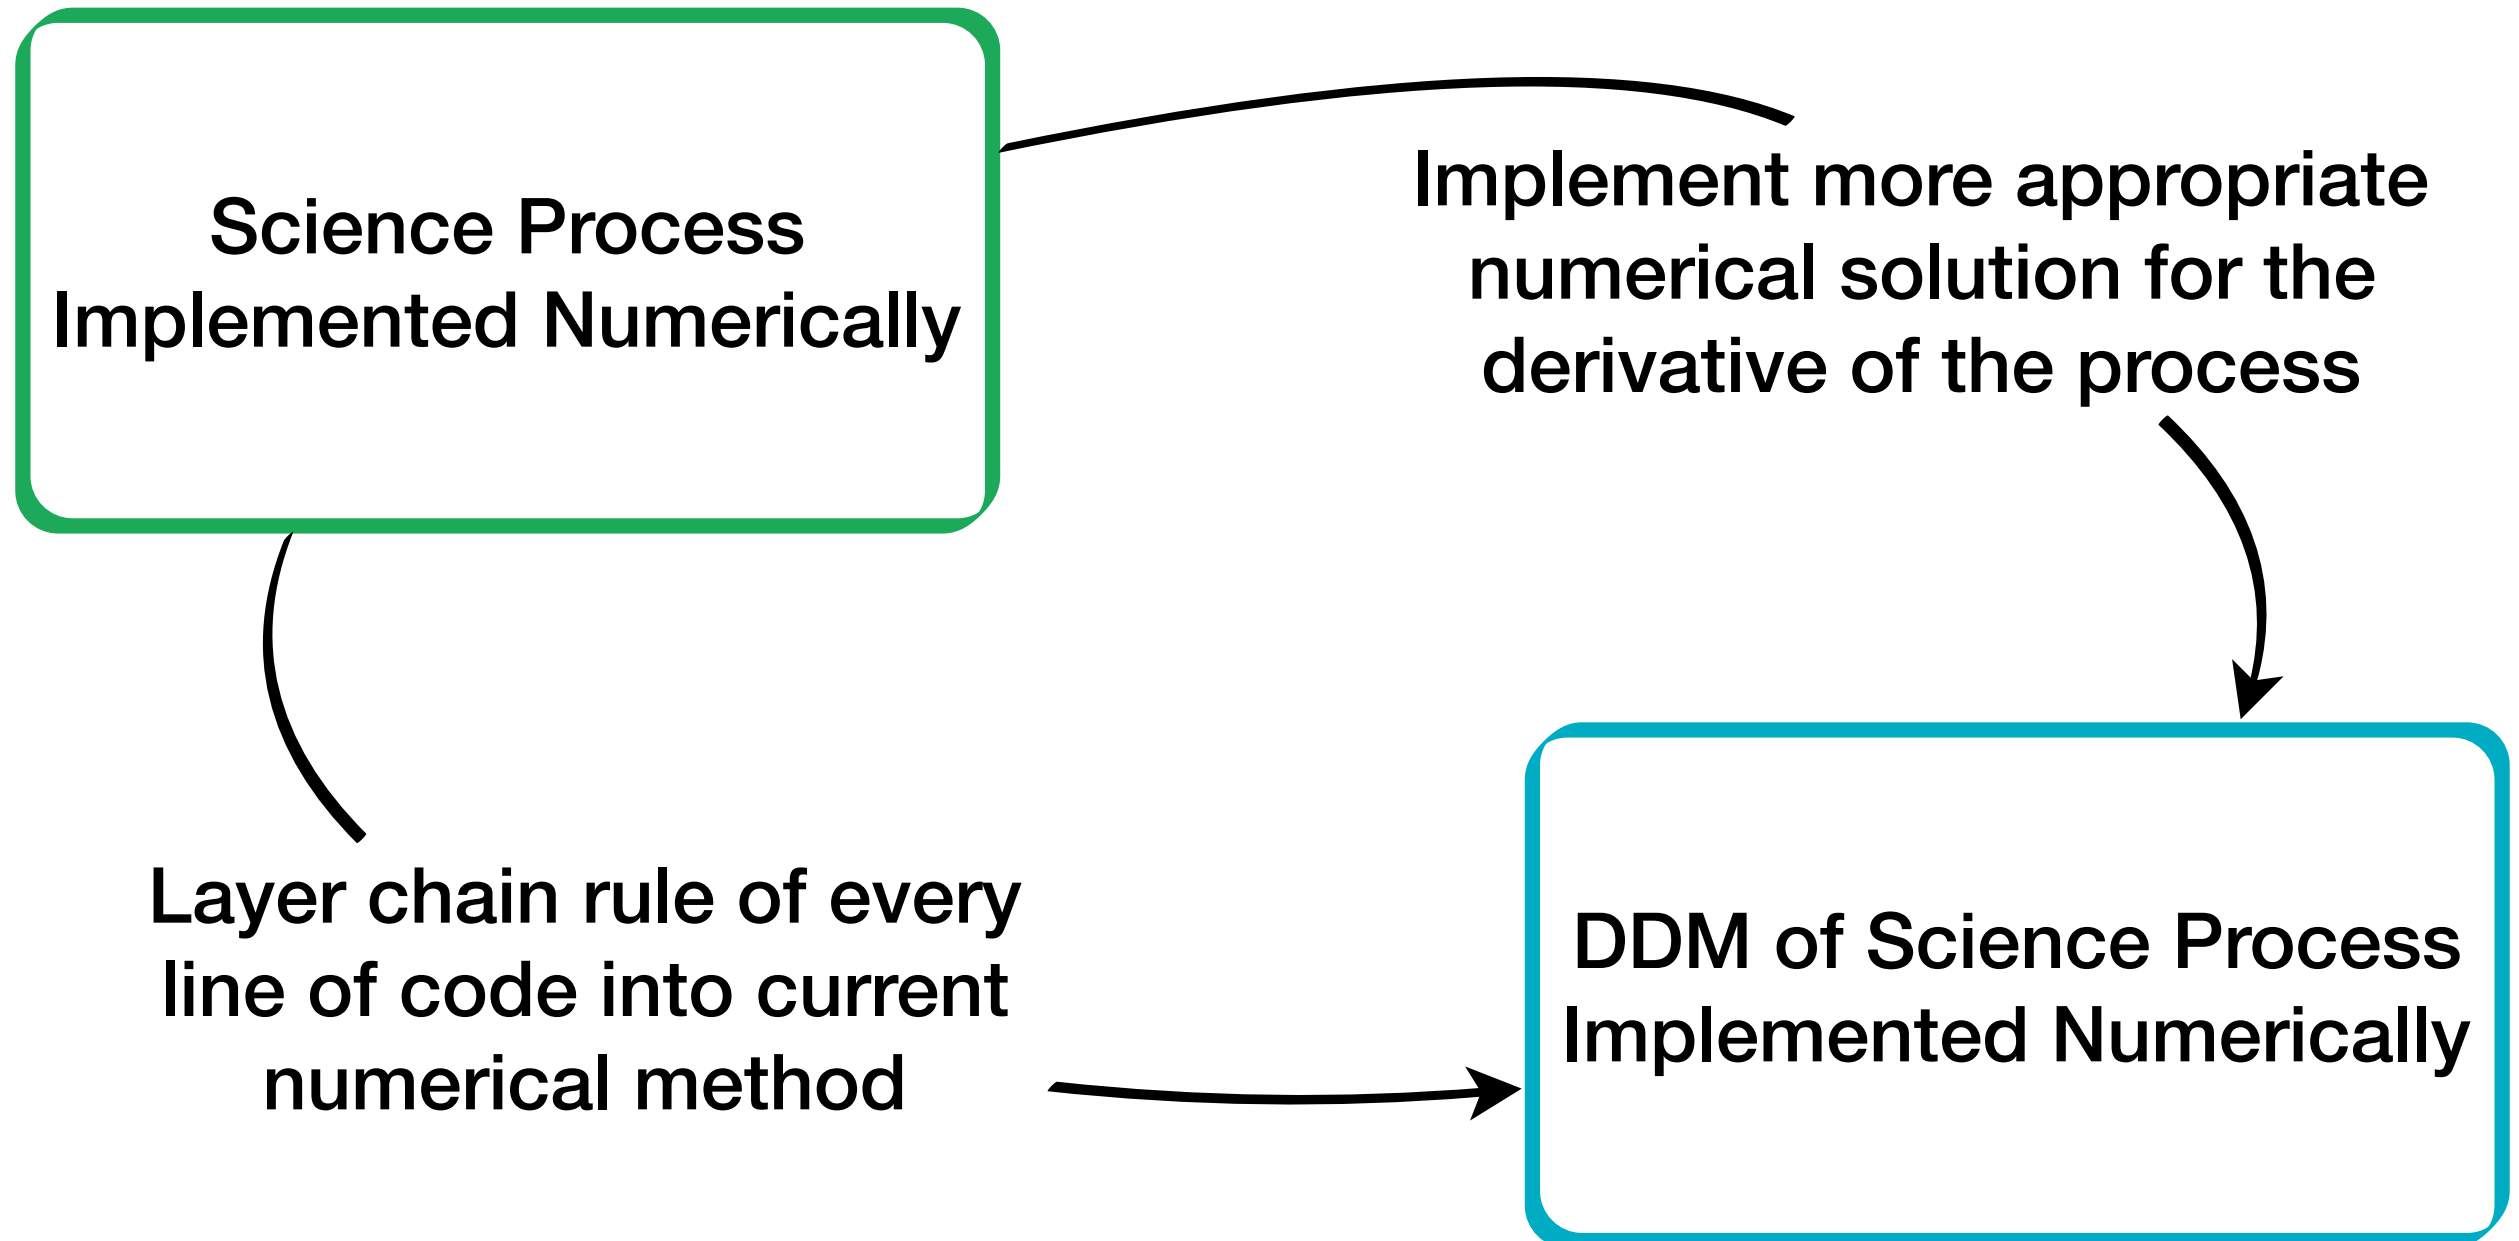 Science Process
Implemented Numerically
Implement more appropriate
numerical solution for the
derivative of the process
Layer chain rule of every
line of code into current
numerical method
DDM of Science Process
Implemented Numerically